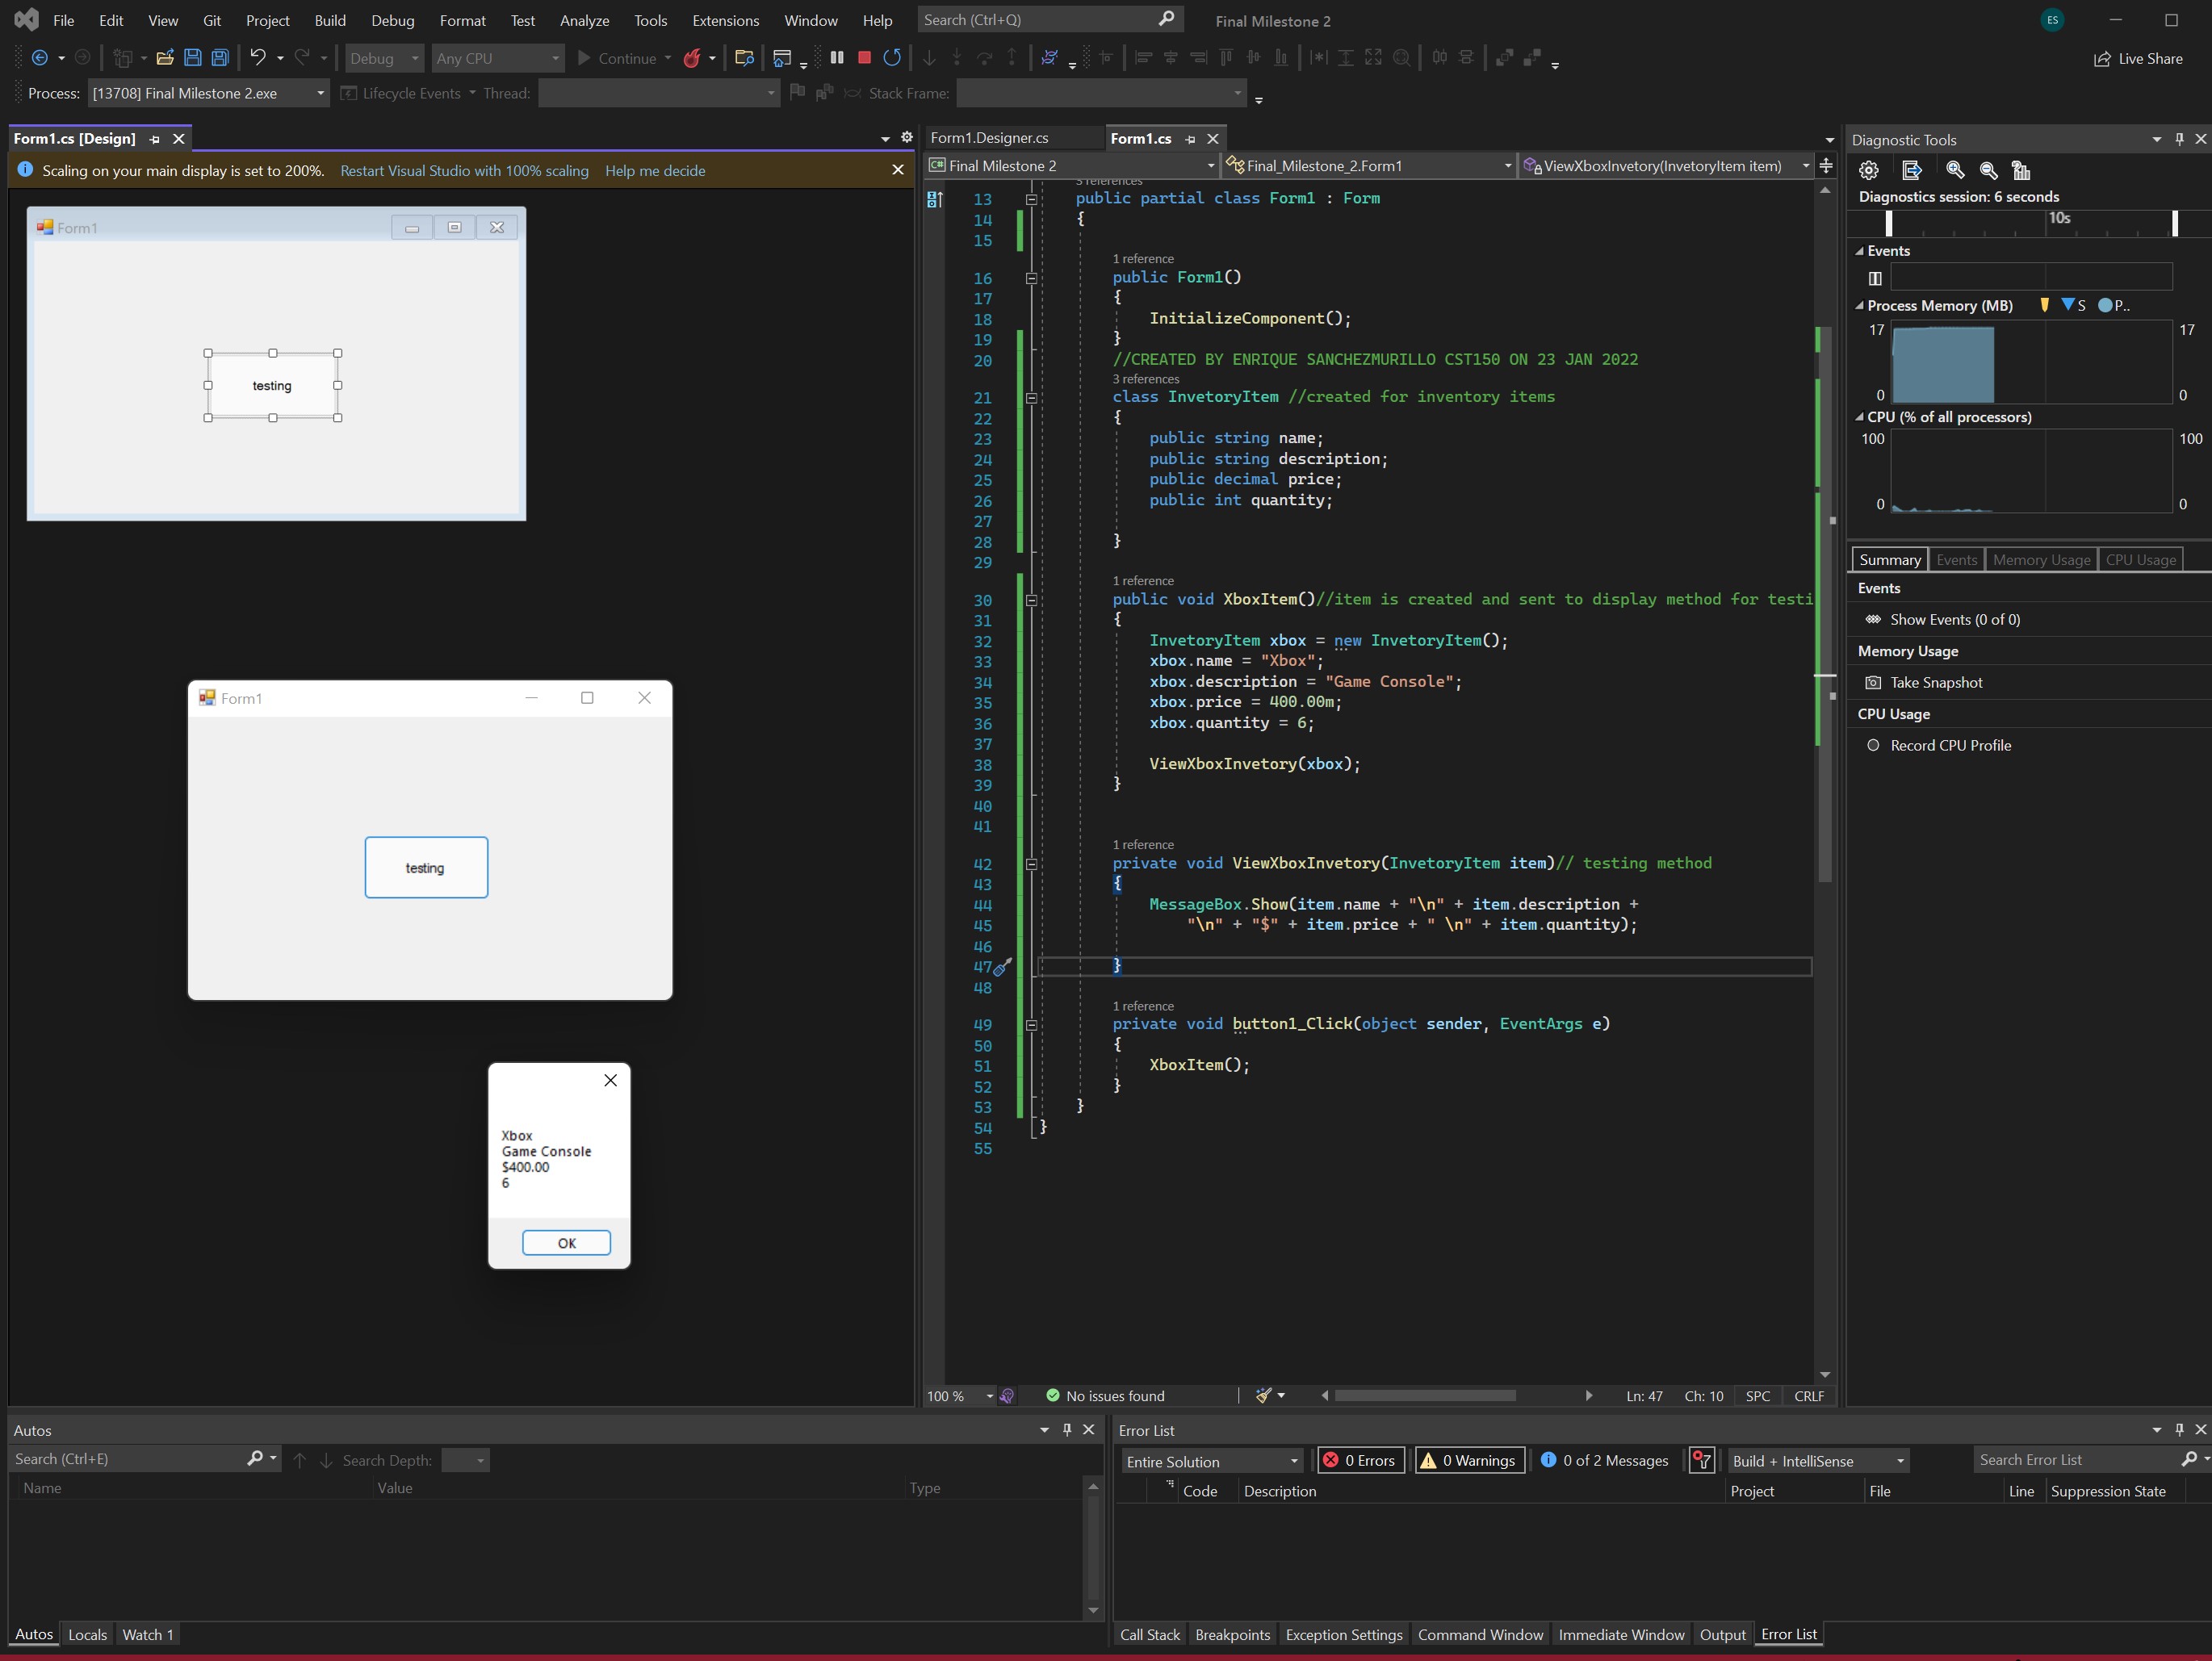 File Edit View Git Project Build Debug Format Test Analyze Tools Extensions Window Help Search (Ctrl+Q) Final Milestone 2 ES
Debug Any CPU Continue Live Share
Process: [13708] Final Milestone 2.exe Lifecycle Events Thread: Stack Frame:
Form1.cs [Design]
Scaling on your main display is set to 200%. Restart Visual Studio with 100% scaling Help me decide
Form1
testing
Form1
testing
Xbox
Game Console
$400.00
6
OK
Form1.Designer.cs Form1.cs
Final Milestone 2 Final_Milestone_2.Form1 ViewXboxInvetory(InvetoryItem item)
3 references
13 public partial class Form1 : Form
14 {
15
1 reference
16 public Form1()
17 {
18 InitializeComponent();
19 }
20 //CREATED BY ENRIQUE SANCHEZMURILLO CST150 ON 23 JAN 2022
3 references
21 class InvetoryItem //created for inventory items
22 {
23 public string name;
24 public string description;
25 public decimal price;
26 public int quantity;
27
28 }
29
1 reference
30 public void XboxItem()//item is created and sent to display method for testi
31 {
32 InvetoryItem xbox = new InvetoryItem();
33 xbox.name = "Xbox";
34 xbox.description = "Game Console";
35 xbox.price = 400.00m;
36 xbox.quantity = 6;
37
38 ViewXboxInvetory(xbox);
39 }
40
41
1 reference
42 private void ViewXboxInvetory(InvetoryItem item)// testing method
43 {
44 MessageBox.Show(item.name + "\n" + item.description +
45 "\n" + "$" + item.price + " \n" + item.quantity);
46
47 }
48
1 reference
49 private void button1_Click(object sender, EventArgs e)
50 {
51 XboxItem();
52 }
53 }
54 }
55
100 % No issues found Ln: 47 Ch: 10 SPC CRLF
Diagnostic Tools
Diagnostics session: 6 seconds
10s
Events
Process Memory (MB) S P..
17 17
0 0
CPU (% of all processors)
100 100
0 0
Summary Events Memory Usage CPU Usage
Events
Show Events (0 of 0)
Memory Usage
Take Snapshot
CPU Usage
Record CPU Profile
Autos
Search (Ctrl+E) Search Depth:
Name Value Type
Autos Locals Watch 1
Error List
Entire Solution 0 Errors 0 Warnings 0 of 2 Messages Build + IntelliSense Search Error List
Code Description Project File Line Suppression State
Call Stack Breakpoints Exception Settings Command Window Immediate Window Output Error List